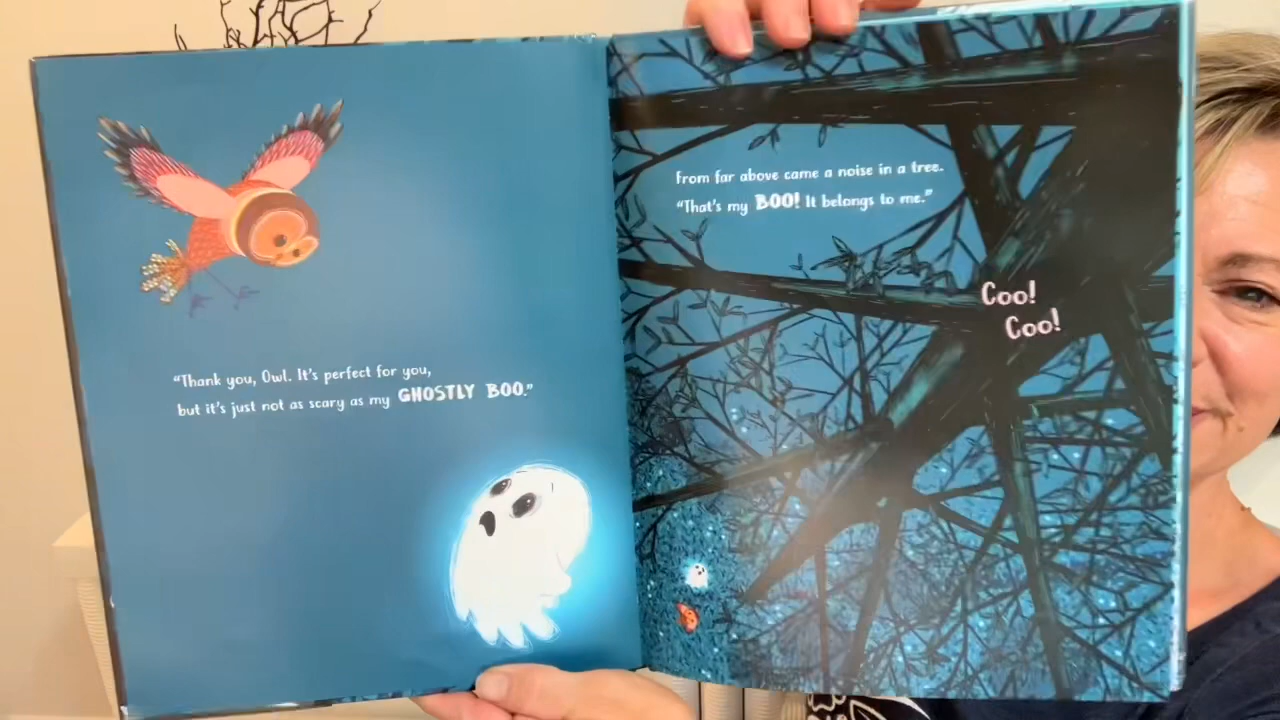 “Thank you, Owl. It’s perfect for you,
but it’s just not as scary as my GHOSTLY BOO.”
From far above came a noise in a tree.
“That’s my BOO! It belongs to me.”
Coo!
Coo!